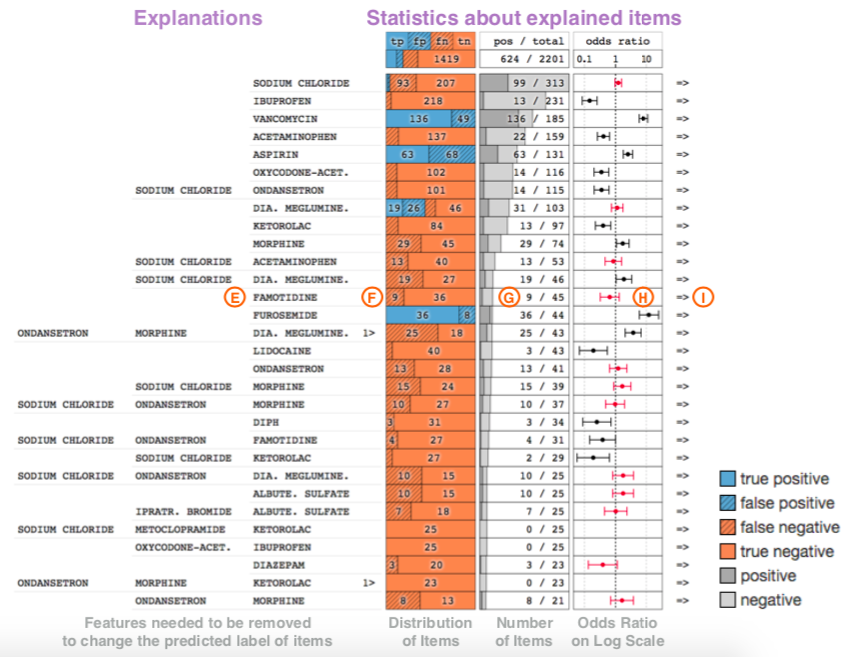 Explanations Statistics about explained items
tp fp fn tn pos / total odds ratio
1419 624 / 2201 0.1 1 10
SODIUM CHLORIDE 93 207 99 / 313 =>
IBUPROFEN 218 13 / 231 =>
VANCOMYCIN 136 49 136 / 185 =>
ACETAMINOPHEN 137 22 / 159 =>
ASPIRIN 63 68 63 / 131 =>
OXYCODONE-ACET. 102 14 / 116 =>
SODIUM CHLORIDE ONDANSETRON 101 14 / 115 =>
DIA. MEGLUMINE. 19 26 46 31 / 103 =>
KETOROLAC 84 13 / 97 =>
MORPHINE 29 45 29 / 74 =>
SODIUM CHLORIDE ACETAMINOPHEN 13 40 13 / 53 =>
SODIUM CHLORIDE DIA. MEGLUMINE. 19 27 19 / 46 =>
E FAMOTIDINE F 9 36 G 9 / 45 H => I
FUROSEMIDE 36 8 36 / 44 =>
ONDANSETRON MORPHINE DIA. MEGLUMINE. 1> 25 18 25 / 43 =>
LIDOCAINE 40 3 / 43 =>
ONDANSETRON 13 28 13 / 41 =>
SODIUM CHLORIDE MORPHINE 15 24 15 / 39 =>
SODIUM CHLORIDE ONDANSETRON MORPHINE 10 27 10 / 37 =>
DIPH 3 31 3 / 34 =>
SODIUM CHLORIDE ONDANSETRON FAMOTIDINE 4 27 4 / 31 =>
SODIUM CHLORIDE KETOROLAC 27 2 / 29 =>
SODIUM CHLORIDE ONDANSETRON DIA. MEGLUMINE. 10 15 10 / 25 =>
ALBUTE. SULFATE 10 15 10 / 25 =>
IPRATR. BROMIDE ALBUTE. SULFATE 7 18 7 / 25 =>
SODIUM CHLORIDE METOCLOPRAMIDE KETOROLAC 25 0 / 25 =>
OXYCODONE-ACET. IBUPROFEN 25 0 / 25 =>
DIAZEPAM 3 20 3 / 23 =>
ONDANSETRON MORPHINE KETOROLAC 1> 23 0 / 23 =>
ONDANSETRON MORPHINE 8 13 8 / 21 =>
true positive
false positive
false negative
true negative
positive
negative
Features needed to be removed Distribution Number Odds Ratio
to change the predicted label of items of Items of Items on Log Scale